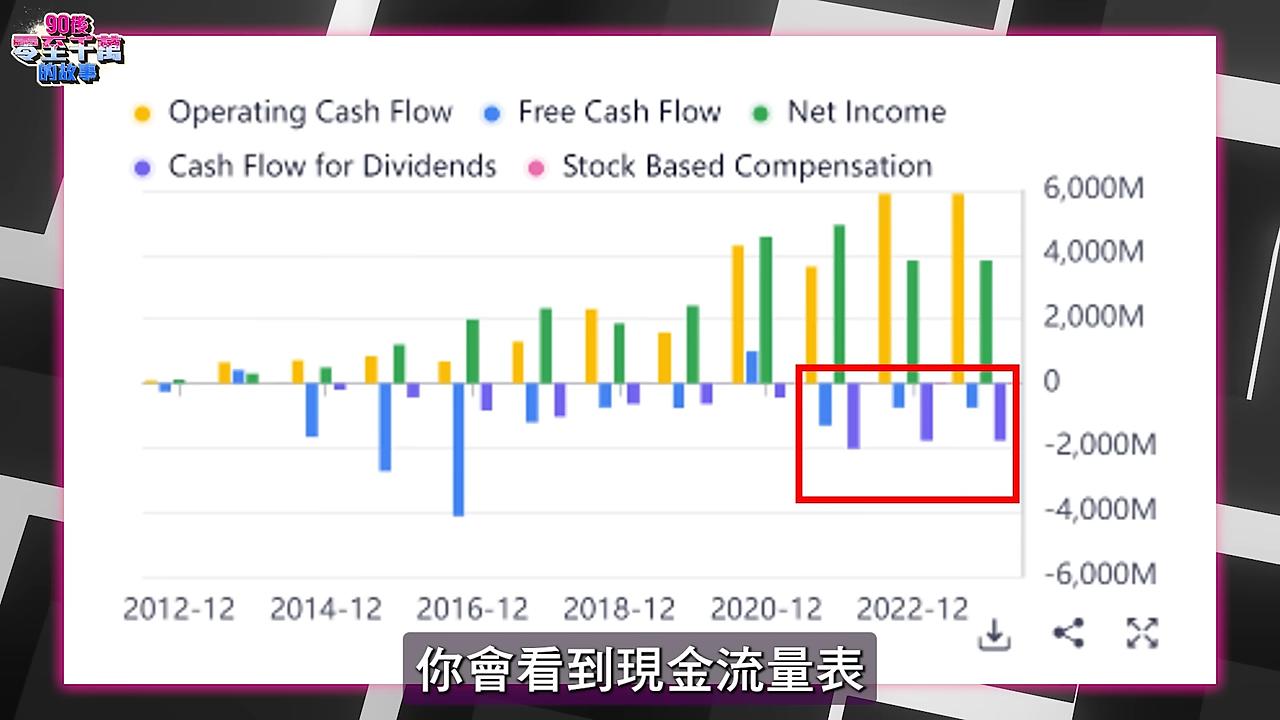 90後
零至千萬
的故事
Operating Cash Flow Free Cash Flow Net Income
Cash Flow for Dividends Stock Based Compensation
6,000M
4,000M
2,000M
0
-2,000M
-4,000M
-6,000M
2012-12 2014-12 2016-12 2018-12 2020-12 2022-12
你會看到現金流量表